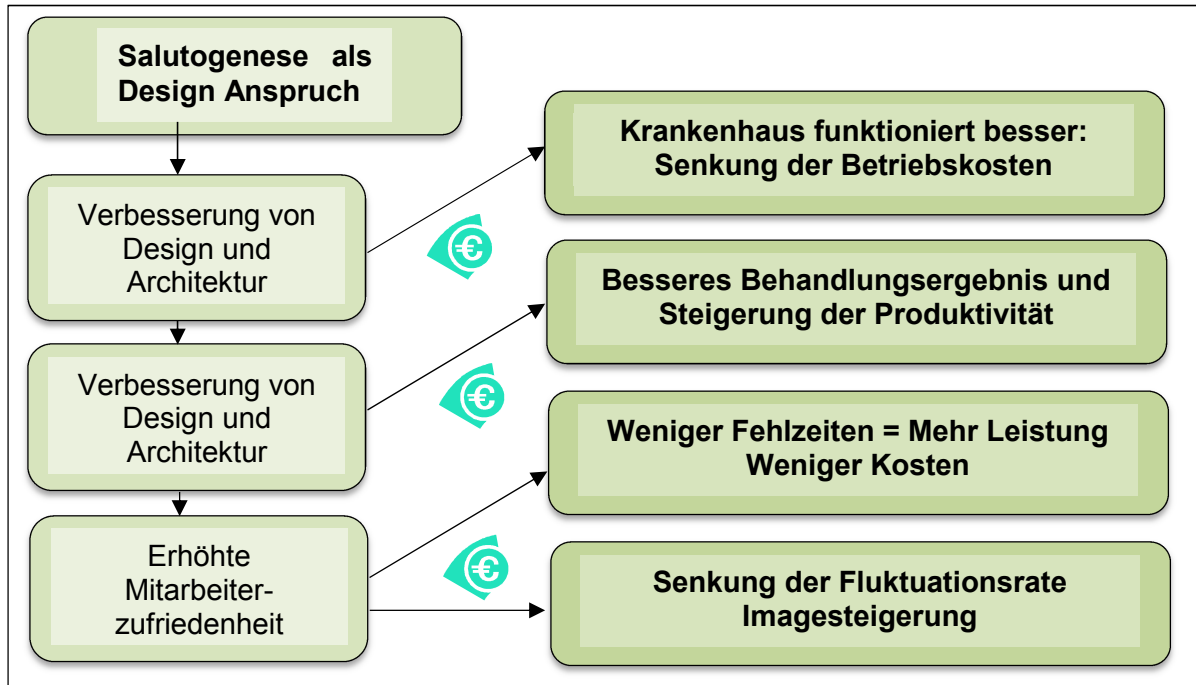 Salutogenese als
Design Anspruch
Verbesserung von
Design und
Architektur
Verbesserung von
Design und
Architektur
Erhöhte
Mitarbeiter-
zufriedenheit
Krankenhaus funktioniert besser:
Senkung der Betriebskosten
€
Besseres Behandlungsergebnis und
Steigerung der Produktivität
€
Weniger Fehlzeiten = Mehr Leistung
Weniger Kosten
€
Senkung der Fluktuationsrate
Imagesteigerung